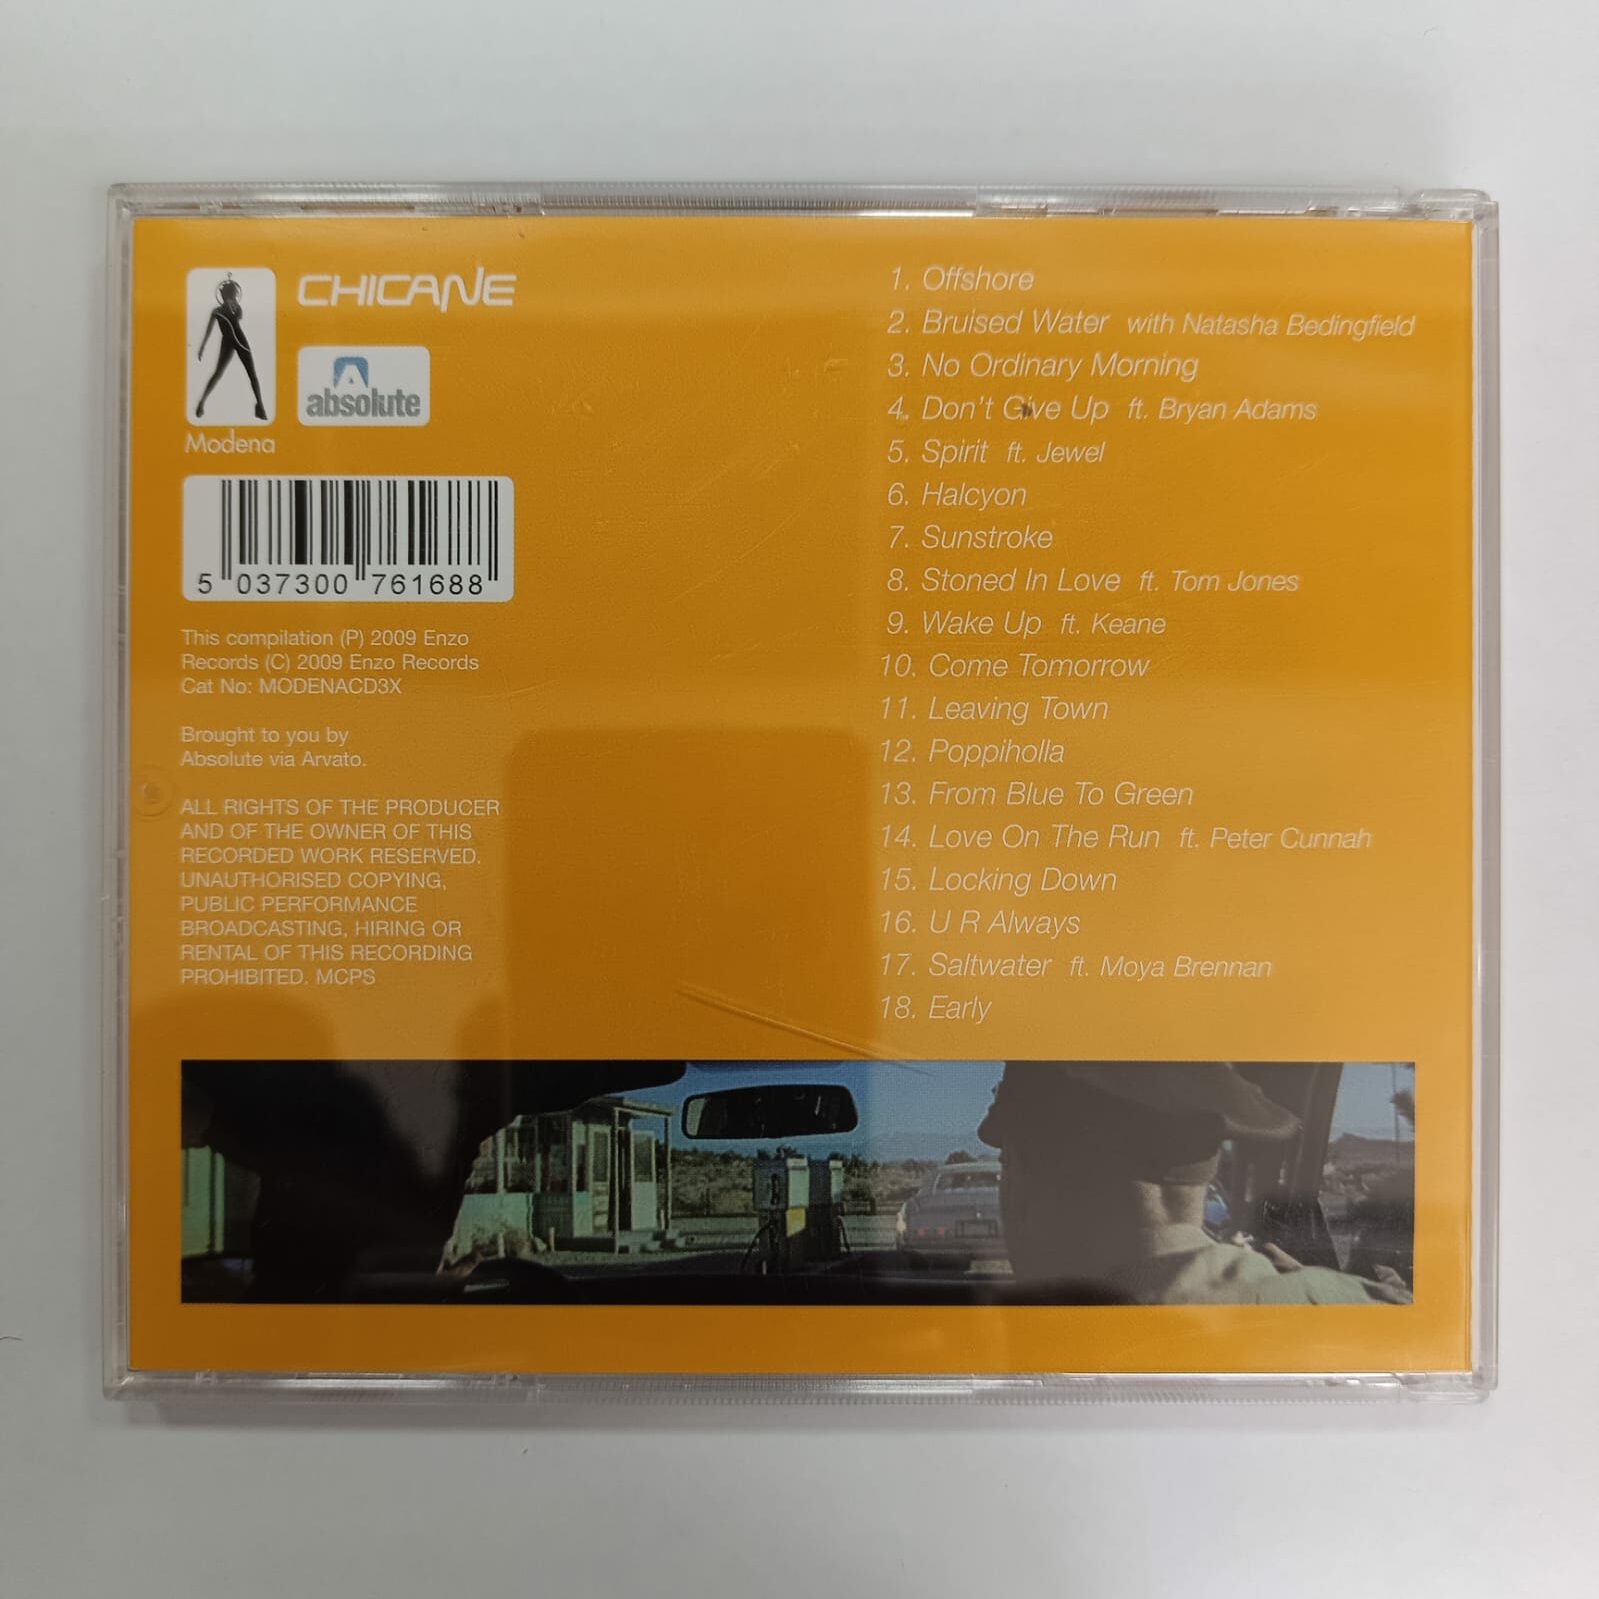 CHICANE
absolute
Modena
5 037300 761688
This compilation (P) 2009 Enzo
Records (C) 2009 Enzo Records
Cat No: MODENACD3X
Brought to you by
Absolute via Arvato.
ALL RIGHTS OF THE PRODUCER
AND OF THE OWNER OF THIS
RECORDED WORK RESERVED.
UNAUTHORISED COPYING,
PUBLIC PERFORMANCE
BROADCASTING, HIRING OR
RENTAL OF THIS RECORDING
PROHIBITED. MCPS
1. Offshore
2. Bruised Water with Natasha Bedingfield
3. No Ordinary Morning
4. Don't Give Up ft. Bryan Adams
5. Spirit ft. Jewel
6. Halcyon
7. Sunstroke
8. Stoned In Love ft. Tom Jones
9. Wake Up ft. Keane
10. Come Tomorrow
11. Leaving Town
12. Poppiholla
13. From Blue To Green
14. Love On The Run ft. Peter Cunnah
15. Locking Down
16. U R Always
17. Saltwater ft. Moya Brennan
18. Early